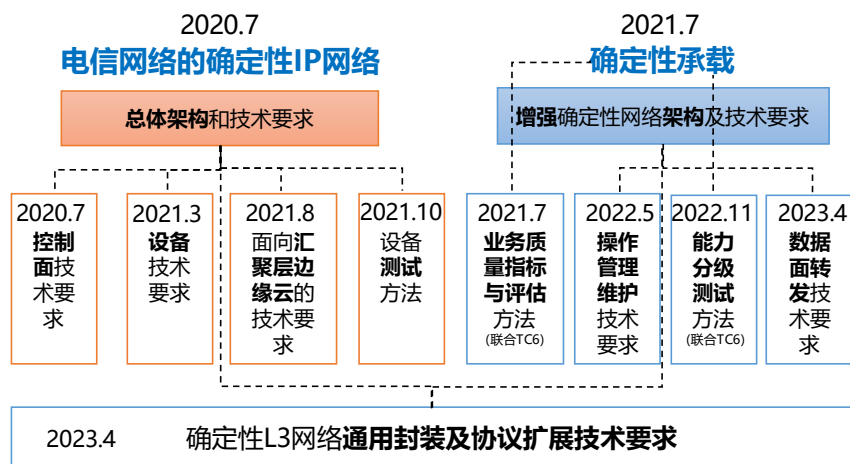 2020.7
电信网络的确定性IP网络
总体架构和技术要求
2020.7
控制
面技
术要
求
2021.3
设备
技术
要求
2021.8
面向汇
聚层边
缘云的
技术要
求
2021.10
设备
测试
方法
2021.7
确定性承载
增强确定性网络架构及技术要求
2021.7
业务质
量指标
与评估
方法
(联合TC6)
2022.5
操作
管理
维护
技术
要求
2022.11
能力
分级
测试
方法
(联合TC6)
2023.4
数据
面转
发技
术要
求
2023.4 确定性L3网络通用封装及协议扩展技术要求